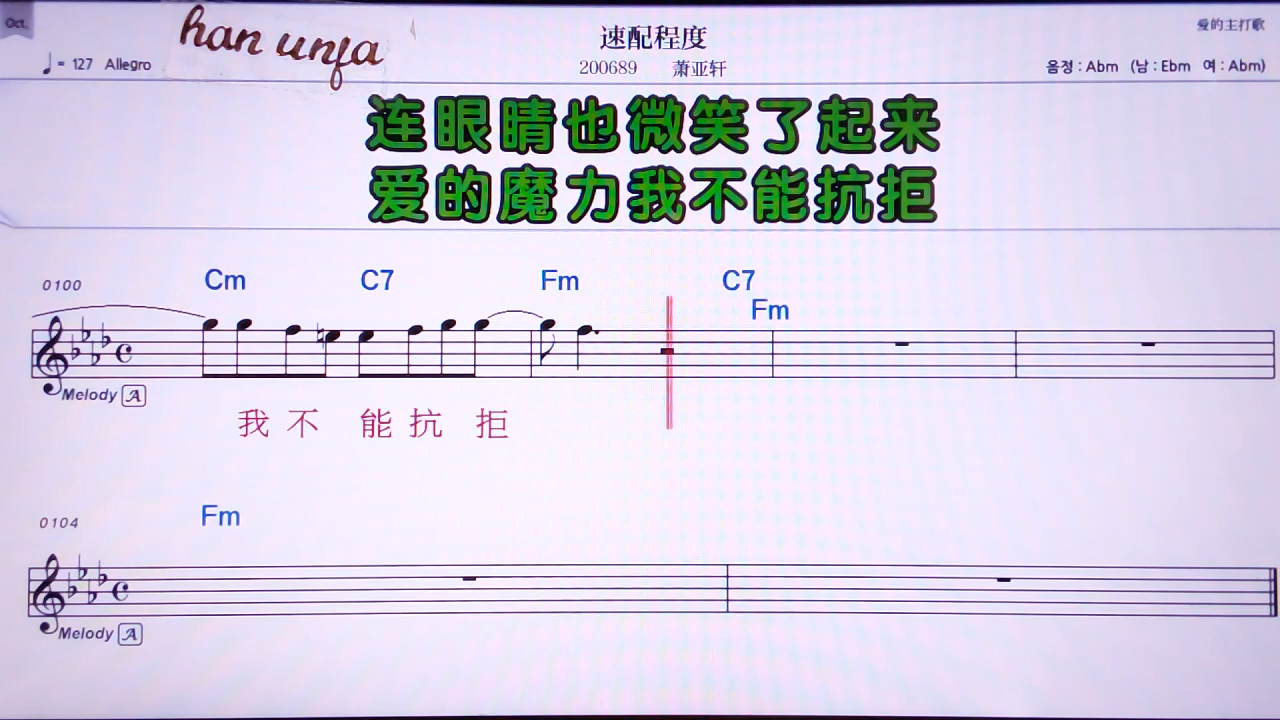 Oct.
han unfa
速配程度
爱的主打歌
♩= 127 Allegro
200689 萧亚轩
음정 : Abm (남 : Ebm 여 : Abm)
连眼睛也微笑了起来
爱的魔力我不能抗拒
0100 Cm C7 Fm C7
Fm
Melody A
我 不 能 抗 拒
0104 Fm
Melody A